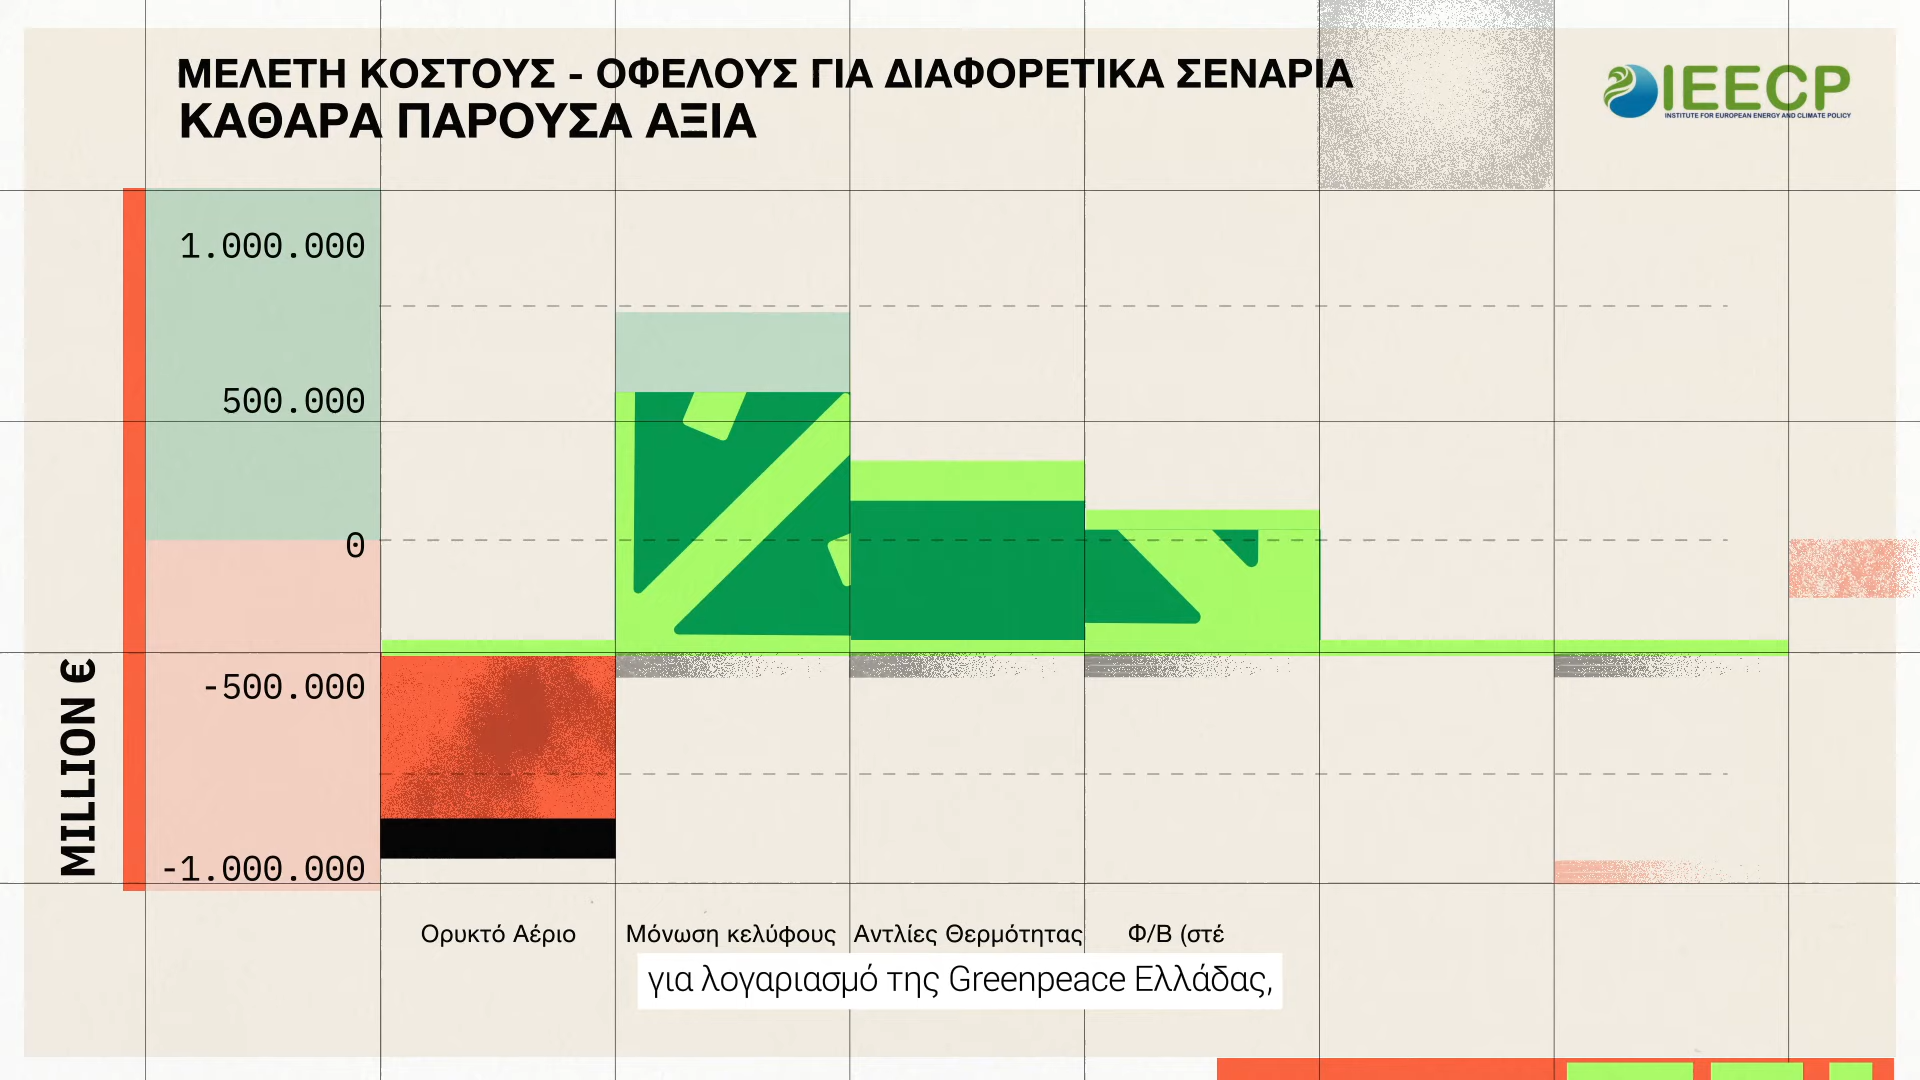 ΜΕΛΕΤΗ ΚΟΣΤΟΥΣ - ΟΦΕΛΟΥΣ ΓΙΑ ΔΙΑΦΟΡΕΤΙΚΑ ΣΕΝΑΡΙΑ
ΚΑΘΑΡΑ ΠΑΡΟΥΣΑ ΑΞΙΑ
IEECP
INSTITUTE FOR EUROPEAN ENERGY AND CLIMATE POLICY
1.000.000
500.000
0
-500.000
-1.000.000
MILLION €
Ορυκτό Αέριο
Μόνωση κελύφους
Αντλίες Θερμότητας
Φ/Β (στέ
για λογαριασμό της Greenpeace Ελλάδας,